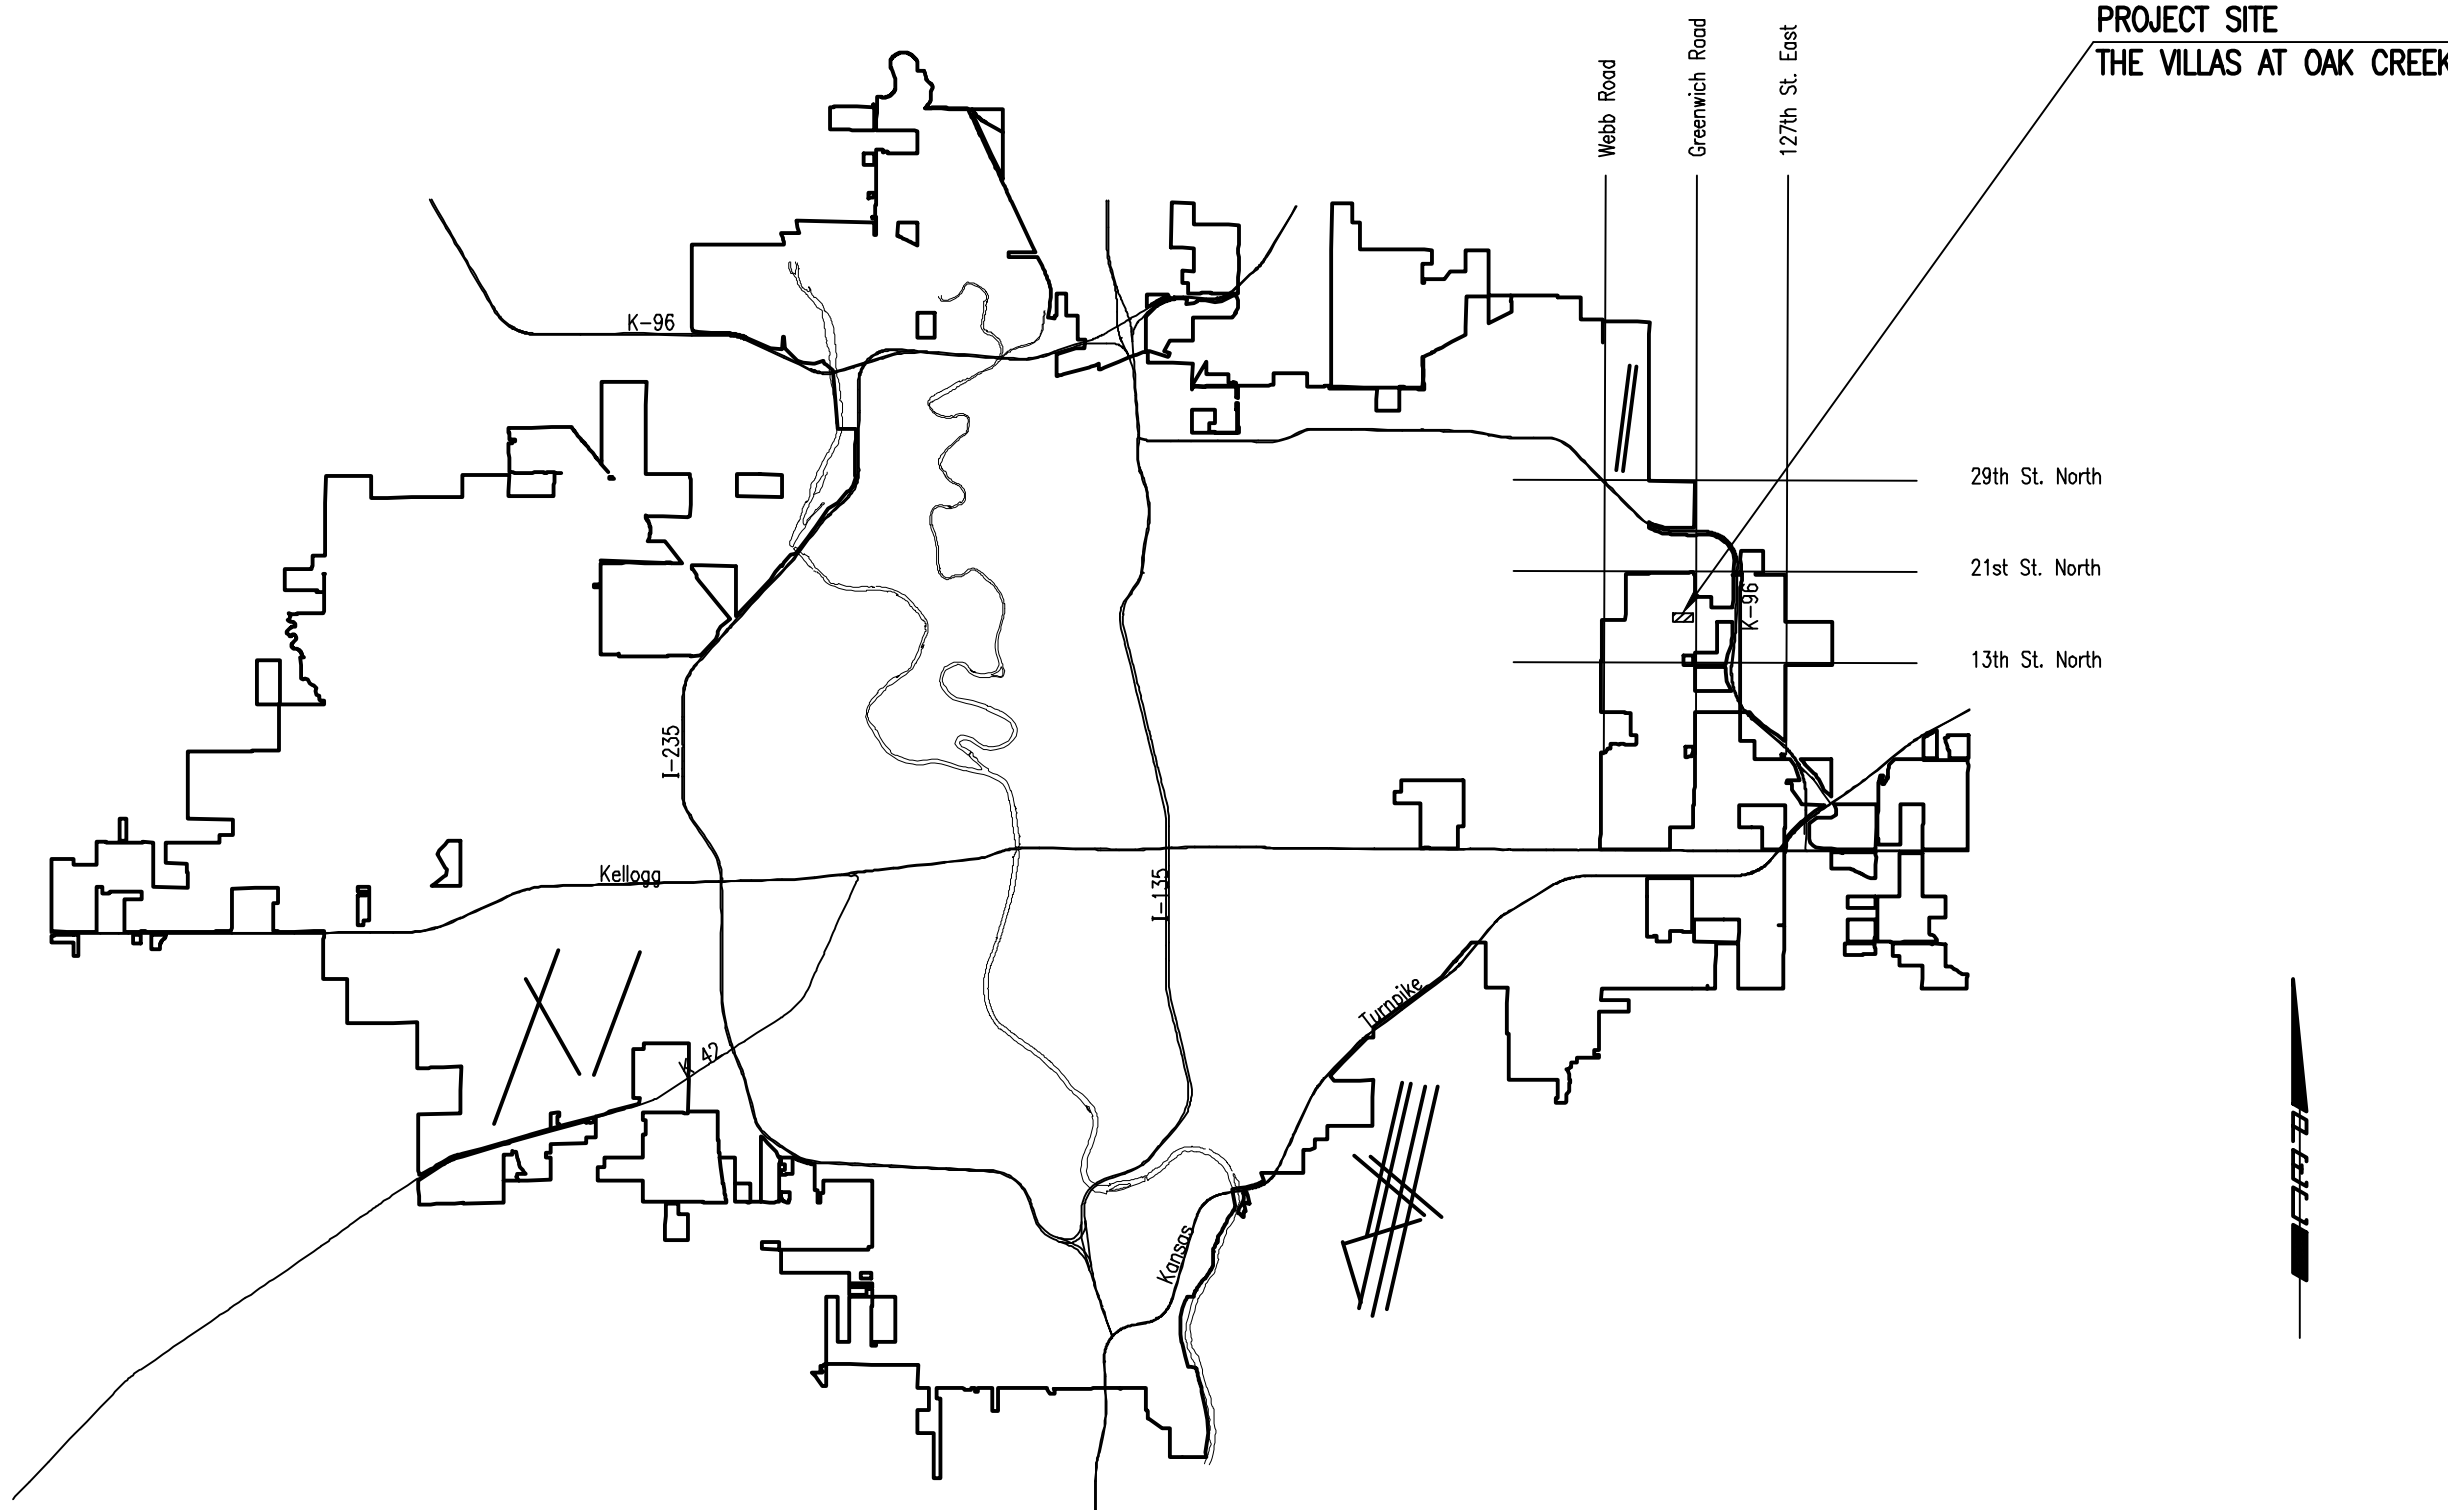 PROJECT SITE
THE VILLAS AT OAK CREEK
Webb Road
Greenwich Road
127th St. East
K-96
29th St. North
21st St. North
K-96
13th St. North
I-235
Kellogg
I-135
Turnpike
K 42
Kansas